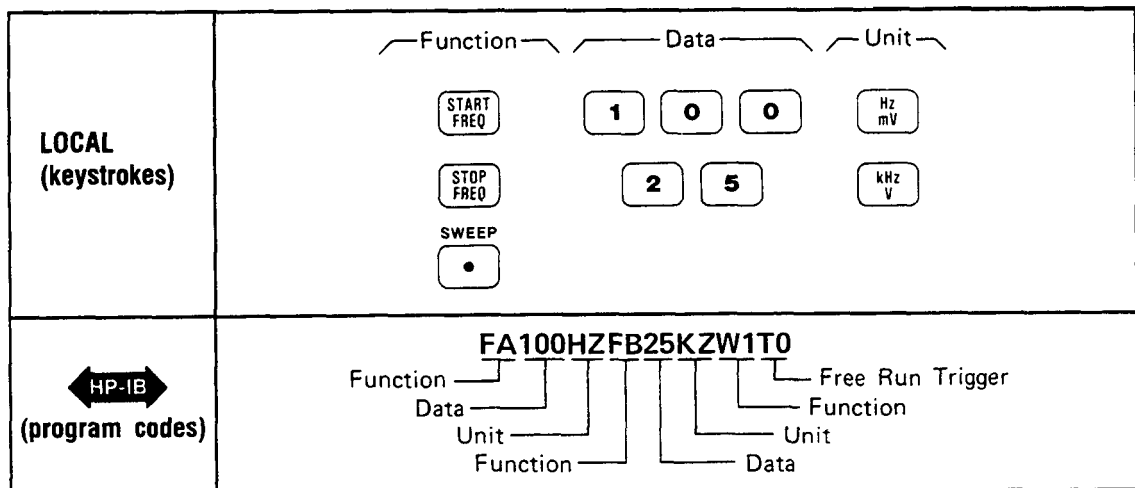 Function Data Unit
LOCAL
(keystrokes)
START
FREQ
1 0 0
Hz
mV
STOP
FREQ
2 5
kHz
V
SWEEP
HP-IB
(program codes)
FA100HZFB25KZW1T0
Function
Free Run Trigger
Data
Function
Unit
Unit
Function
Data